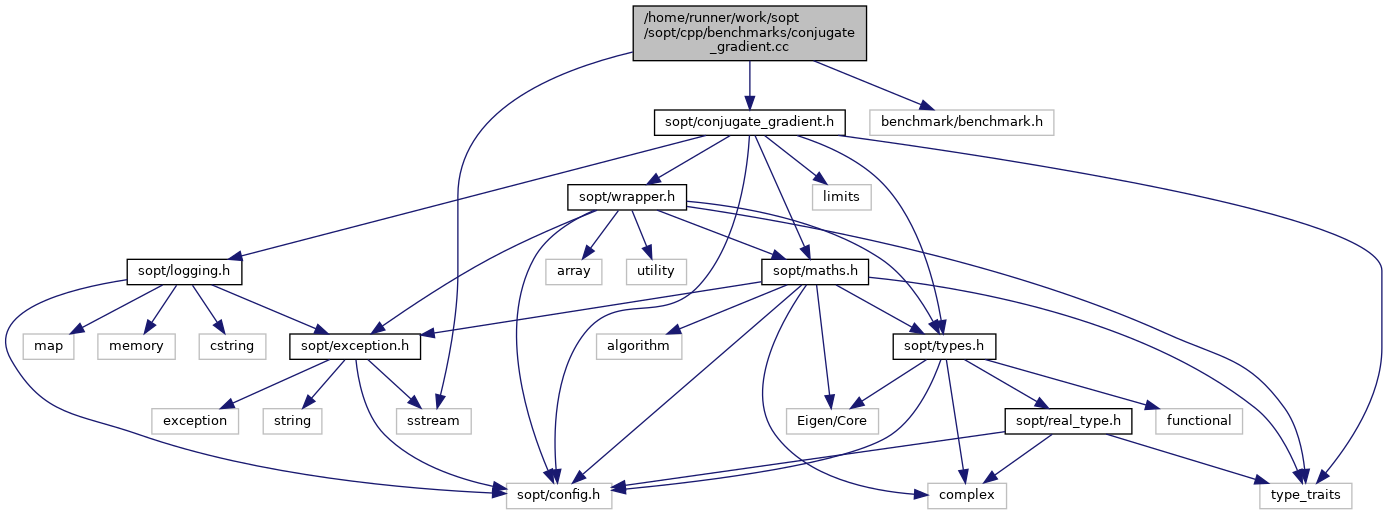 /home/runner/work/sopt
/sopt/cpp/benchmarks/conjugate
_gradient.cc
sopt/conjugate_gradient.h
benchmark/benchmark.h
sopt/wrapper.h
limits
sopt/logging.h
array
utility
sopt/maths.h
map
memory
cstring
sopt/exception.h
algorithm
sopt/types.h
exception
string
sstream
Eigen/Core
sopt/real_type.h
functional
sopt/config.h
complex
type_traits